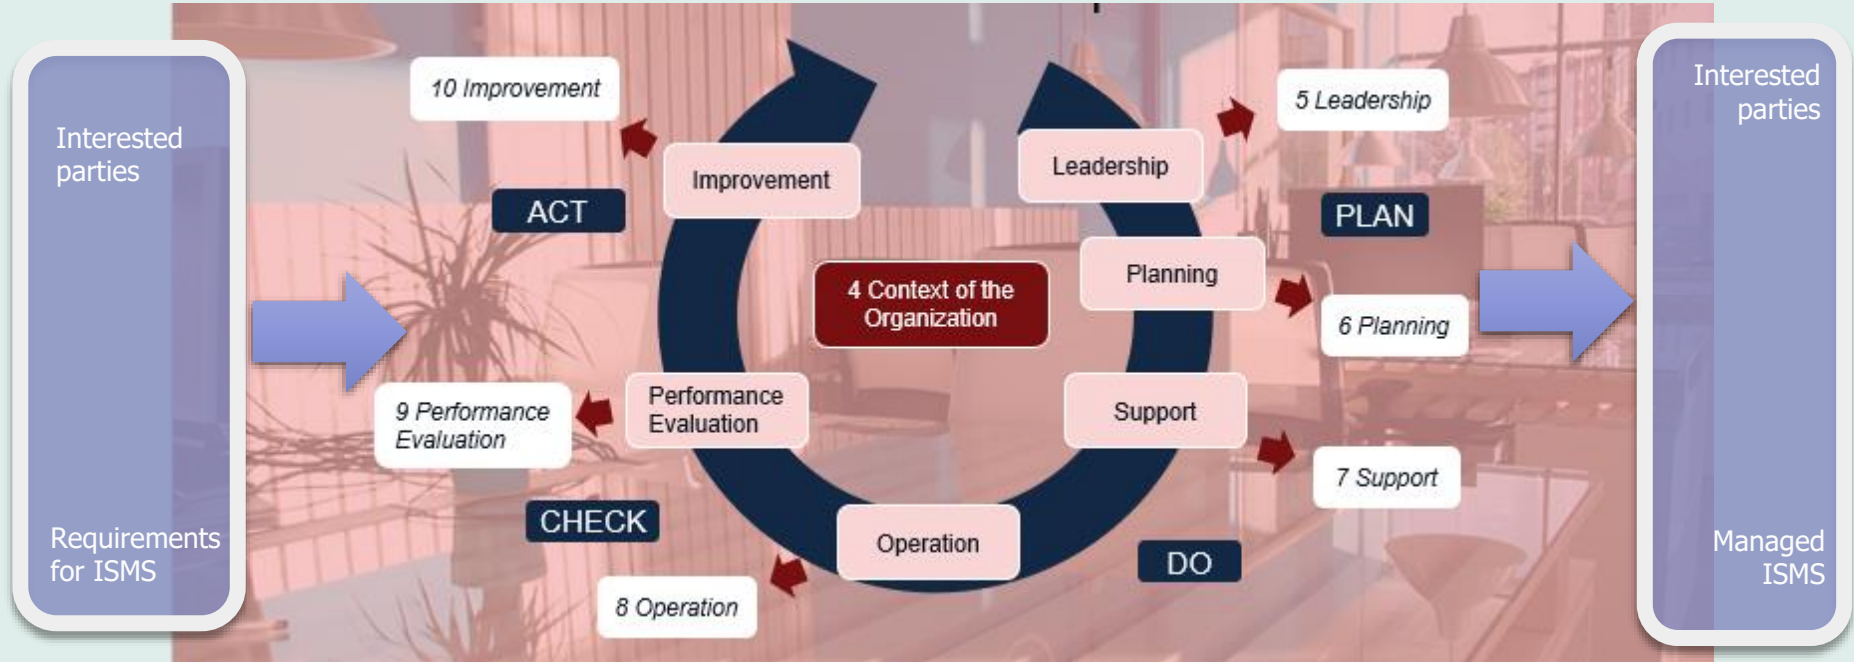 Interested
parties
Requirements
for ISMS
10 Improvement
Improvement
ACT
Leadership
5 Leadership
PLAN
Planning
6 Planning
4 Context of the
Organization
Support
7 Support
DO
Operation
8 Operation
CHECK
Performance
Evaluation
9 Performance
Evaluation
Interested
parties
Managed
ISMS